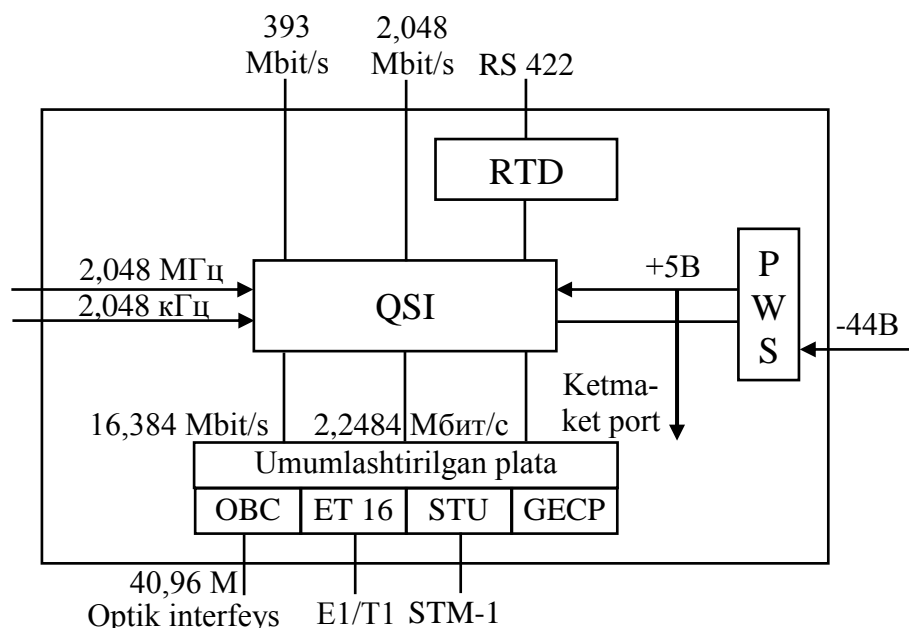 393
Mbit/s
2,048
Mbit/s
RS 422
RTD
2,048 МГц
2,048 кГц
QSI
+5В
P
W
S
-44В
Ketma-
ket port
16,384 Mbit/s
2,2484 Мбит/с
Umumlashtirilgan plata
OBC
ET 16
STU
GECP
40,96 M
Optik interfeys
E1/T1
STM-1